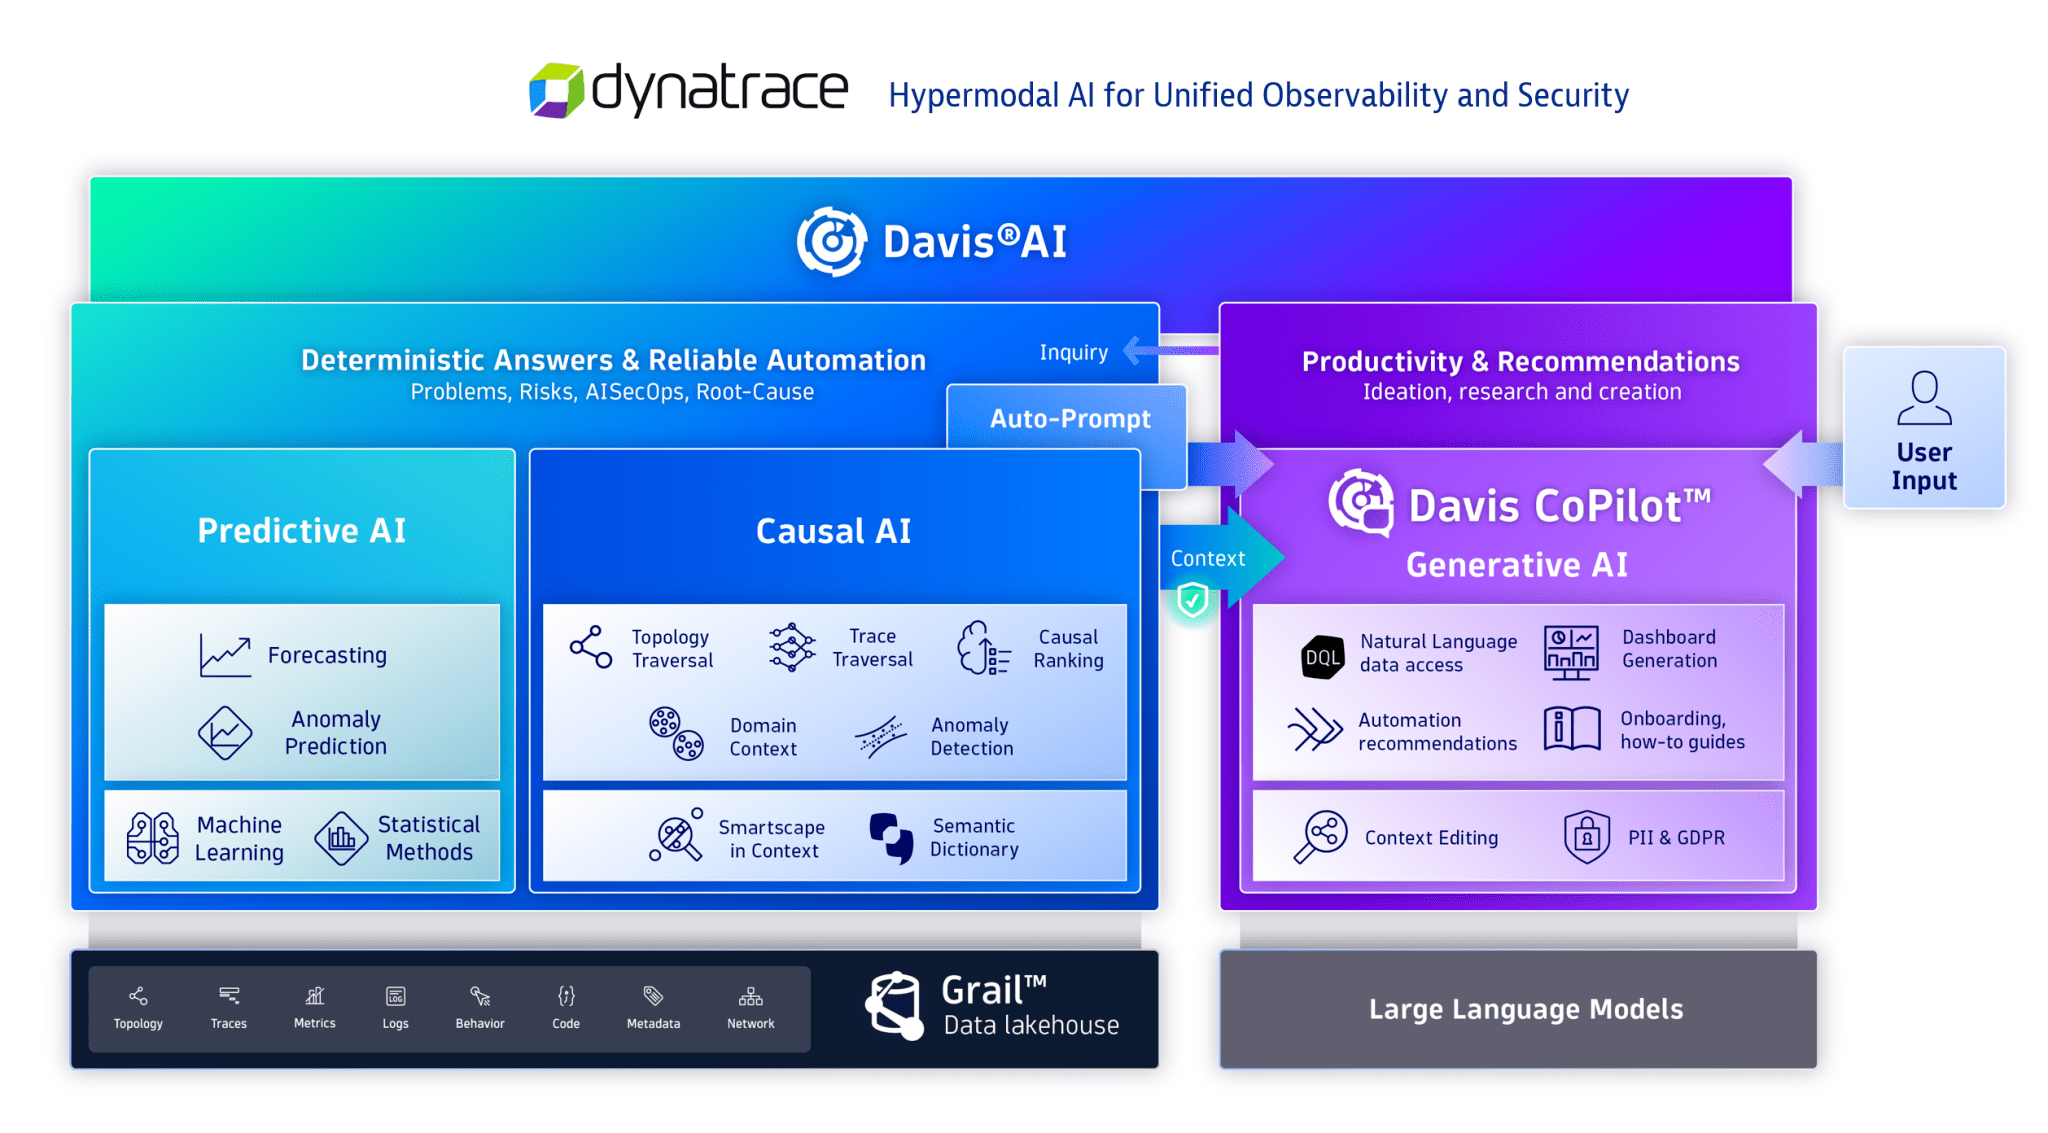 dynatrace
Hypermodal AI for Unified Observability and Security
Davis®AI
Deterministic Answers & Reliable Automation
Problems, Risks, AISecOps, Root-Cause
Inquiry
Auto-Prompt
Predictive AI
Forecasting
Anomaly
Prediction
Machine
Learning
Statistical
Methods
Causal AI
Topology
Traversal
Trace
Traversal
Causal
Ranking
Domain
Context
Anomaly
Detection
Smartscape
in Context
Semantic
Dictionary
Context
Productivity & Recommendations
Ideation, research and creation
Davis CoPilot™
Generative AI
DQL
Natural Language
data access
Dashboard
Generation
Automation
recommendations
Onboarding,
how-to guides
Context Editing
PII & GDPR
User
Input
Topology
Traces
Metrics
LOG
Logs
Behavior
Code
Metadata
Network
Grail™
Data lakehouse
Large Language Models